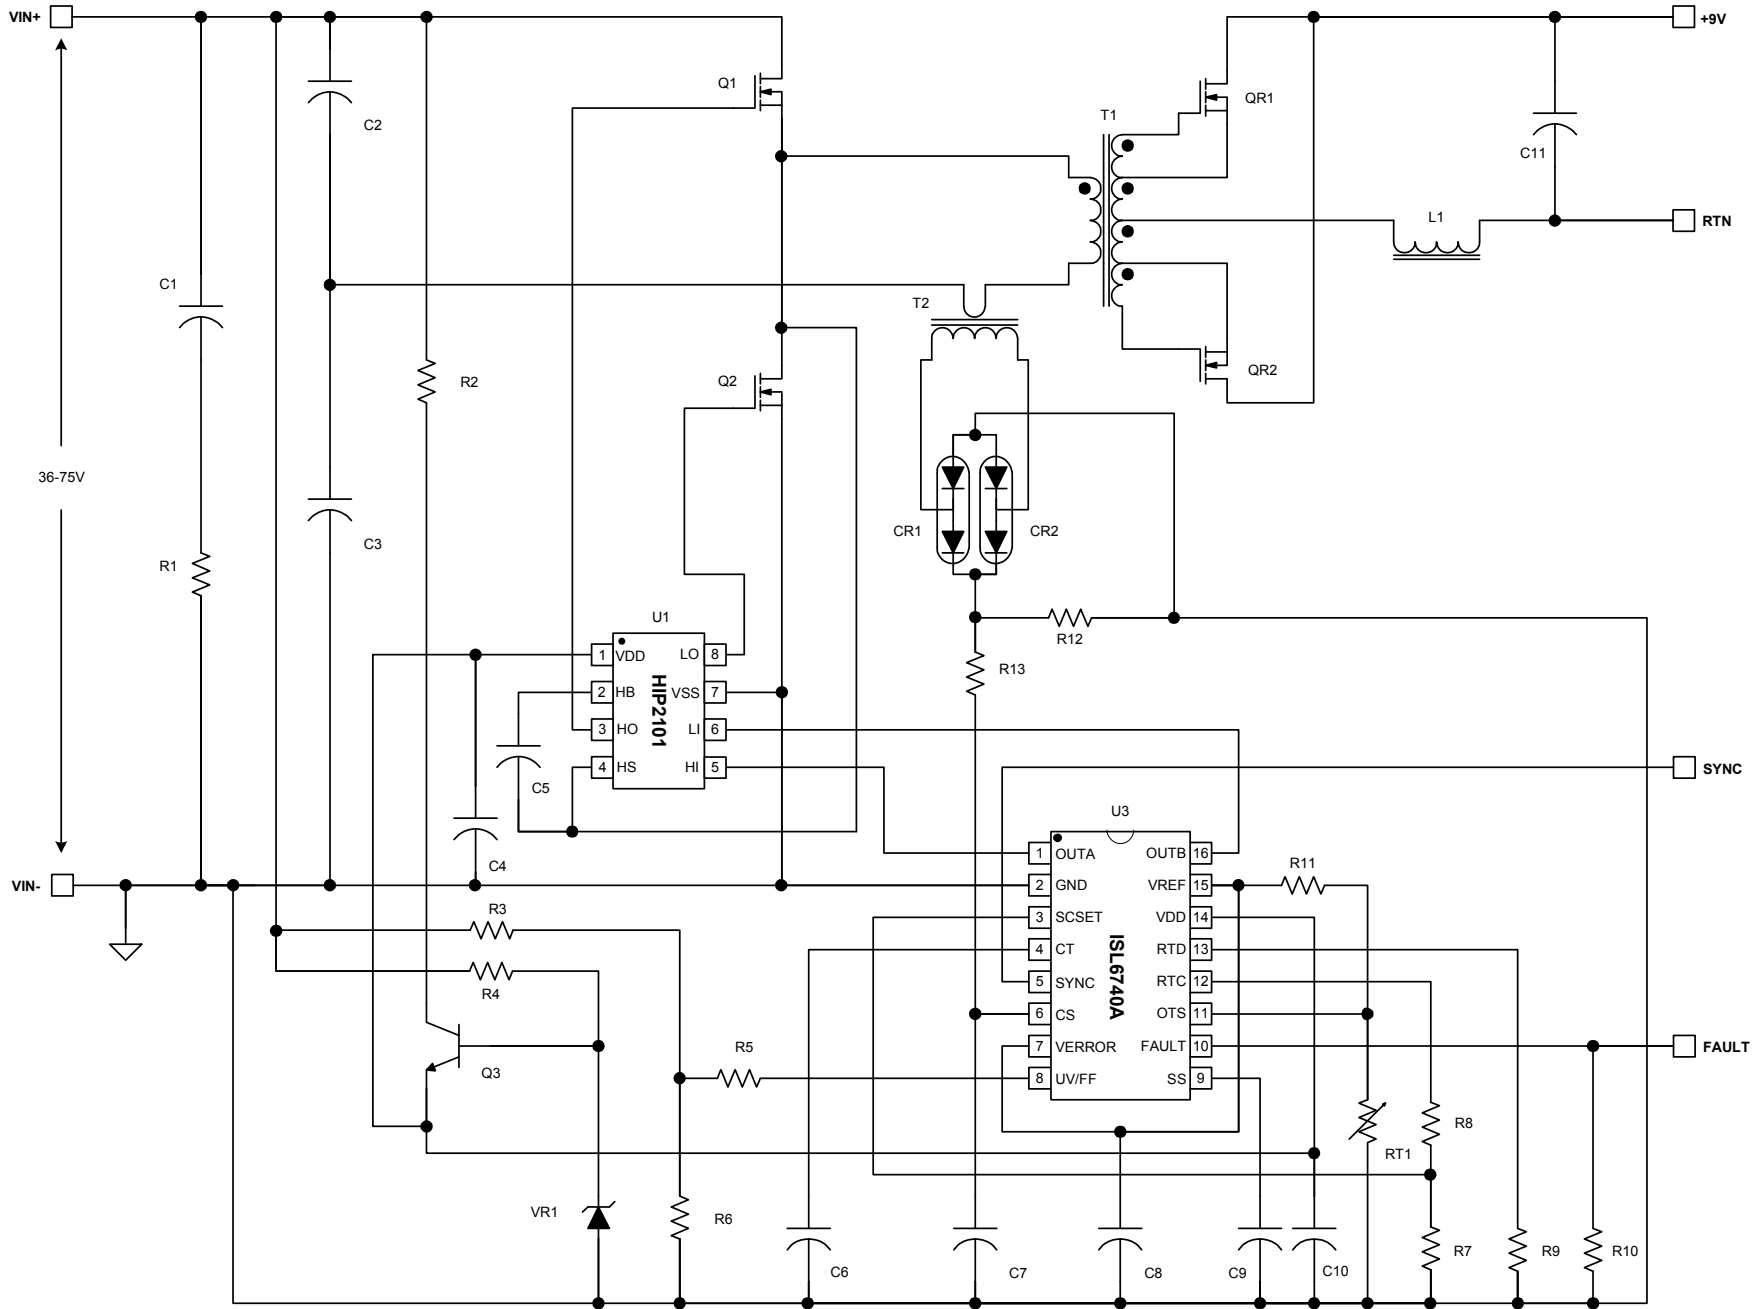 VIN+
+9V
Q1
QR1
C2
T1
C11
RTN
L1
C1
T2
QR2
R2
Q2
36-75V
CR1
CR2
C3
R1
U1
R12
R13
1 VDD LO 8
2 HB VSS 7
3 HO LI 6
4 HS HI 5
HIP2101
C5
SYNC
U3
C4
VIN-
1 OUTA OUTB 16
2 GND VREF 15
3 SCSET VDD 14
4 CT RTD 13
5 SYNC RTC 12
6 CS OTS 11
7 VERROR FAULT 10
8 UV/FF SS 9
ISL6740A
R11
R3
R4
R5
Q3
FAULT
R8
RT1
VR1
R6
C6
C7
C8
C9
C10
R7
R9
R10